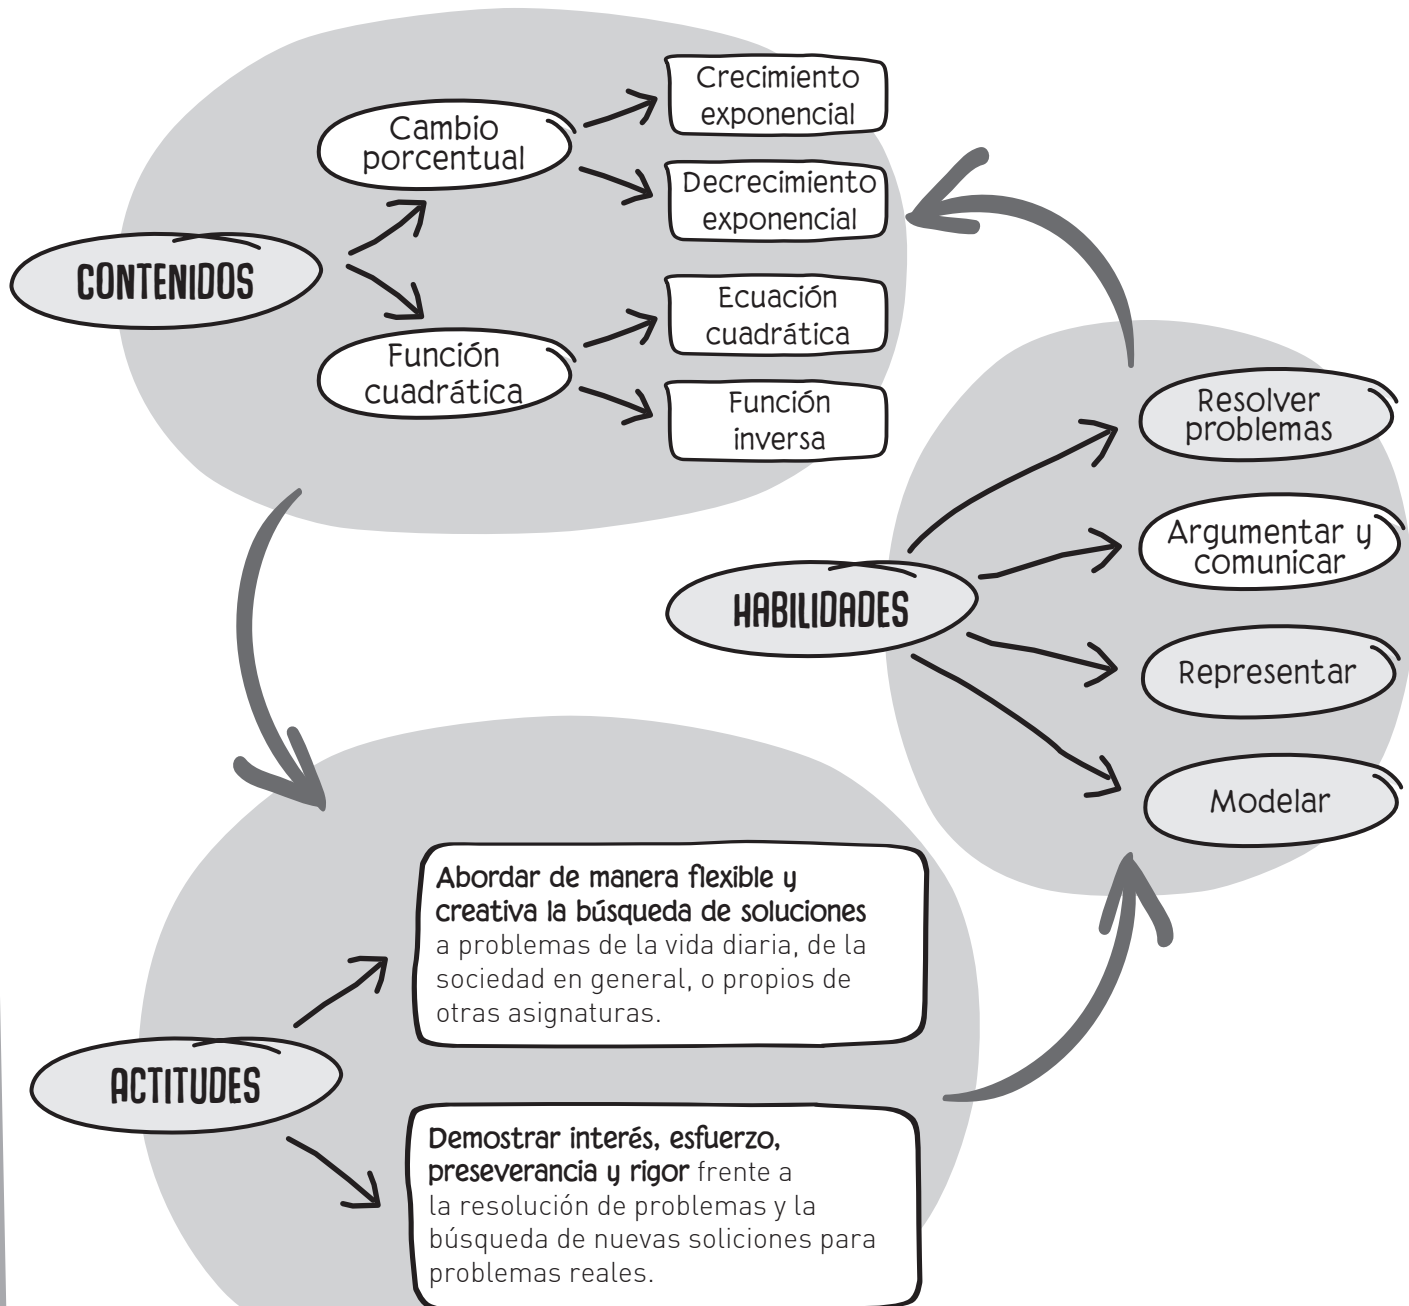 CONTENIDOS
Cambio
porcentual
Crecimiento
exponencial
Decrecimiento
exponencial
Función
cuadrática
Ecuación
cuadrática
Función
inversa
HABILIDADES
Resolver
problemas
Argumentar y
comunicar
Representar
Modelar
ACTITUDES
Abordar de manera flexible y
creativa la búsqueda de soluciones
a problemas de la vida diaria, de la
sociedad en general, o propios de
otras asignaturas.
Demostrar interés, esfuerzo,
preseverancia y rigor frente a
la resolución de problemas y la
búsqueda de nuevas soliciones para
problemas reales.